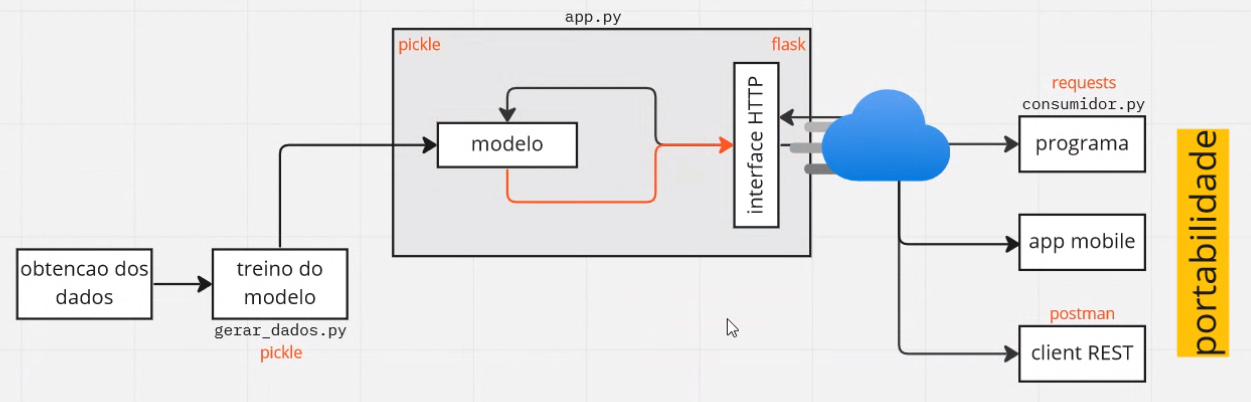 app.py
pickle
flask
modelo
interface HTTP
requests
consumidor.py
programa
app mobile
postman
client REST
portabilidade
obtencao dos
dados
treino do
modelo
gerar_dados.py
pickle